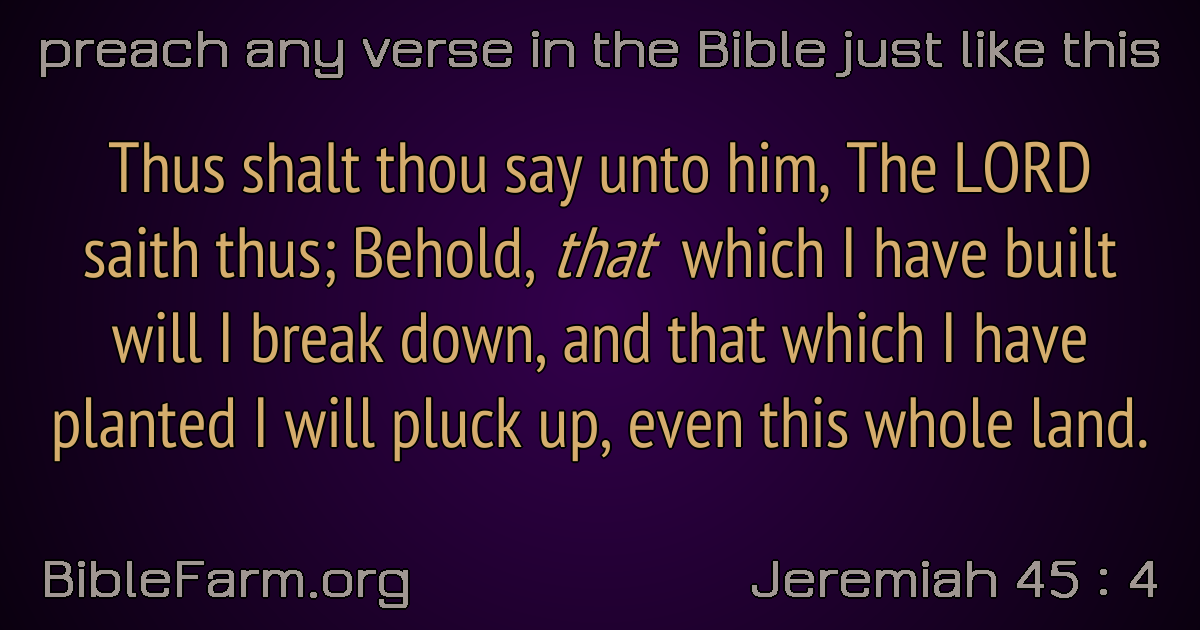 preach any verse in the Bible just like this
Thus shalt thou say unto him, The LORD
saith thus; Behold, that which I have built
will I break down, and that which I have
planted I will pluck up, even this whole land.
BibleFarm.org
Jeremiah 45 : 4